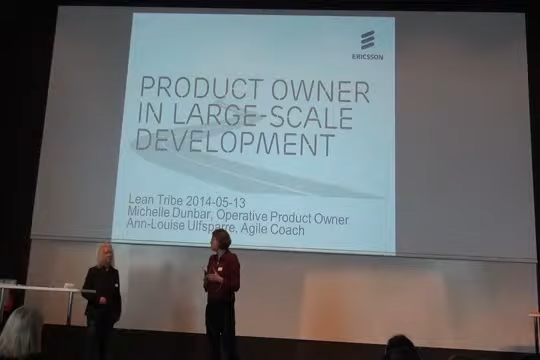 ERICSSON
PRODUCT OWNER
IN LARGE-SCALE
DEVELOPMENT
Lean Tribe 2014-05-13
Michelle Dunbar, Operative Product Owner
Ann-Louise Ulfsparre, Agile Coach